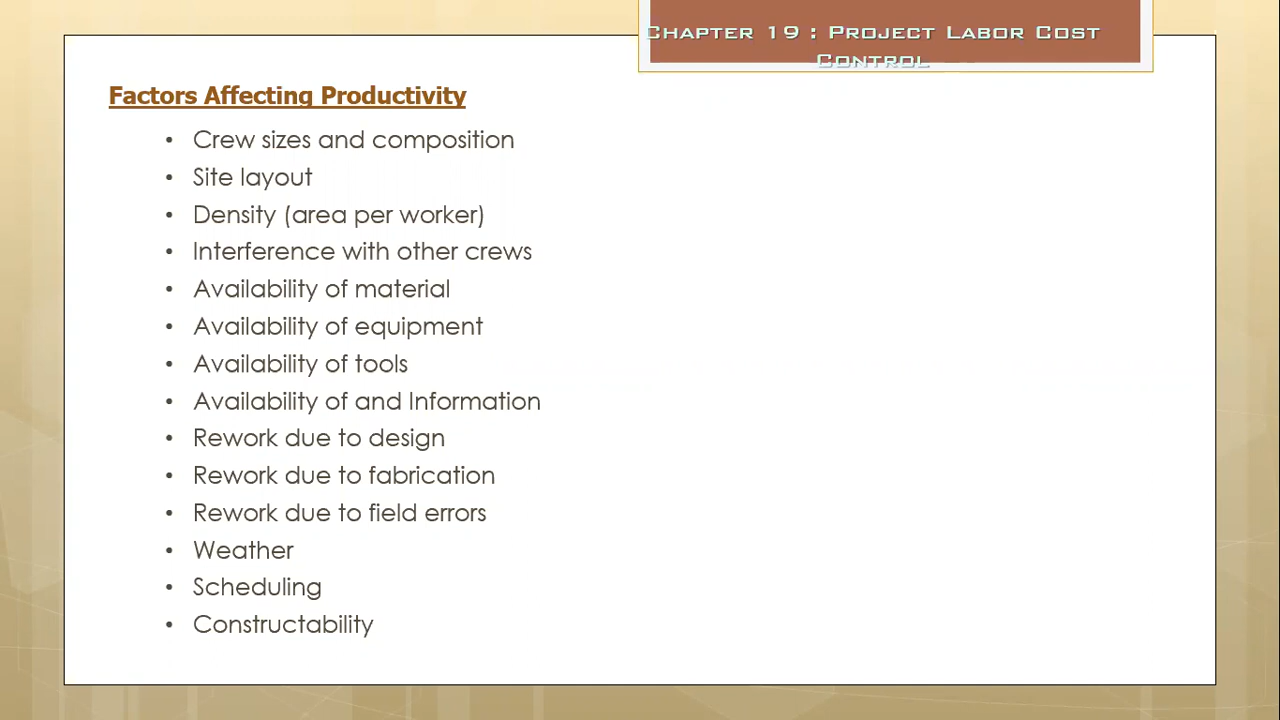 Chapter 19 : Project Labor Cost
Control
Factors Affecting Productivity
• Crew sizes and composition
• Site layout
• Density (area per worker)
• Interference with other crews
• Availability of material
• Availability of equipment
• Availability of tools
• Availability of and Information
• Rework due to design
• Rework due to fabrication
• Rework due to field errors
• Weather
• Scheduling
• Constructability